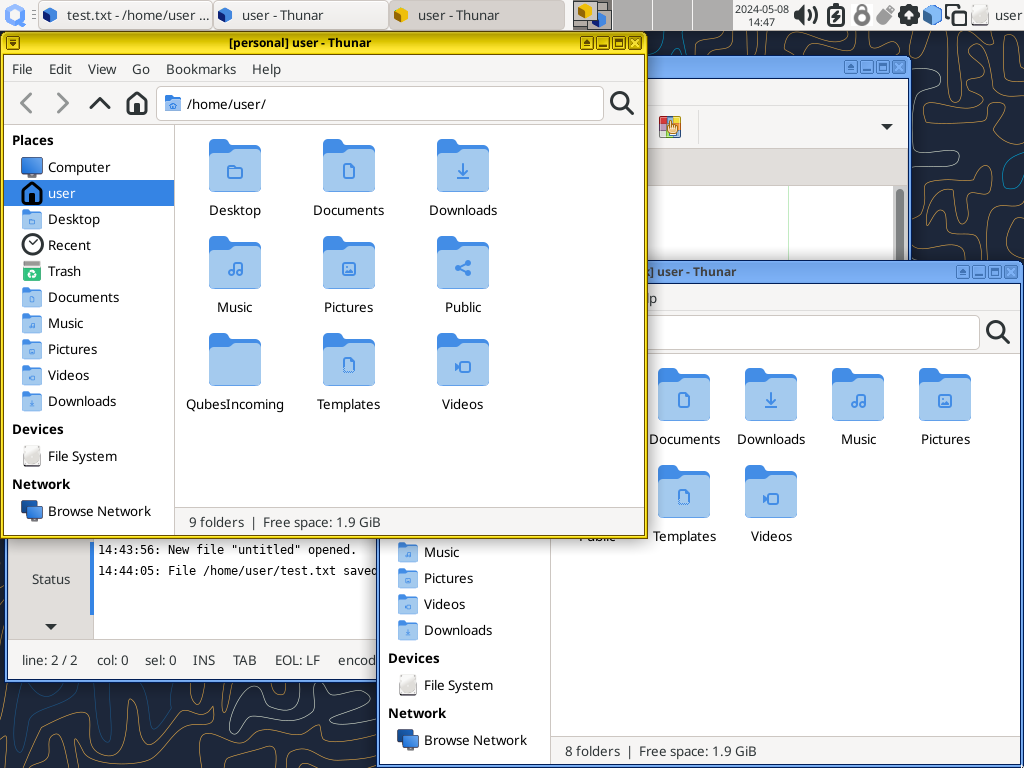 test.txt - /home/user ...
user - Thunar
user - Thunar
2024-05-08
14:47
user
[personal] user - Thunar
File Edit View Go Bookmarks Help
/home/user/
Places
Computer
user
Desktop
Recent
Trash
Documents
Music
Pictures
Videos
Downloads
Devices
File System
Network
Browse Network
Desktop Documents Downloads
Music Pictures Public
QubesIncoming Templates Videos
9 folders | Free space: 1.9 GiB
] user - Thunar
Documents Downloads Music Pictures
Public Templates Videos
14:43:56: New file "untitled" opened.
14:44:05: File /home/user/test.txt saved
Status
line: 2 / 2 col: 0 sel: 0 INS TAB EOL: LF encod
Music
Pictures
Videos
Downloads
Devices
File System
Network
Browse Network
8 folders | Free space: 1.9 GiB